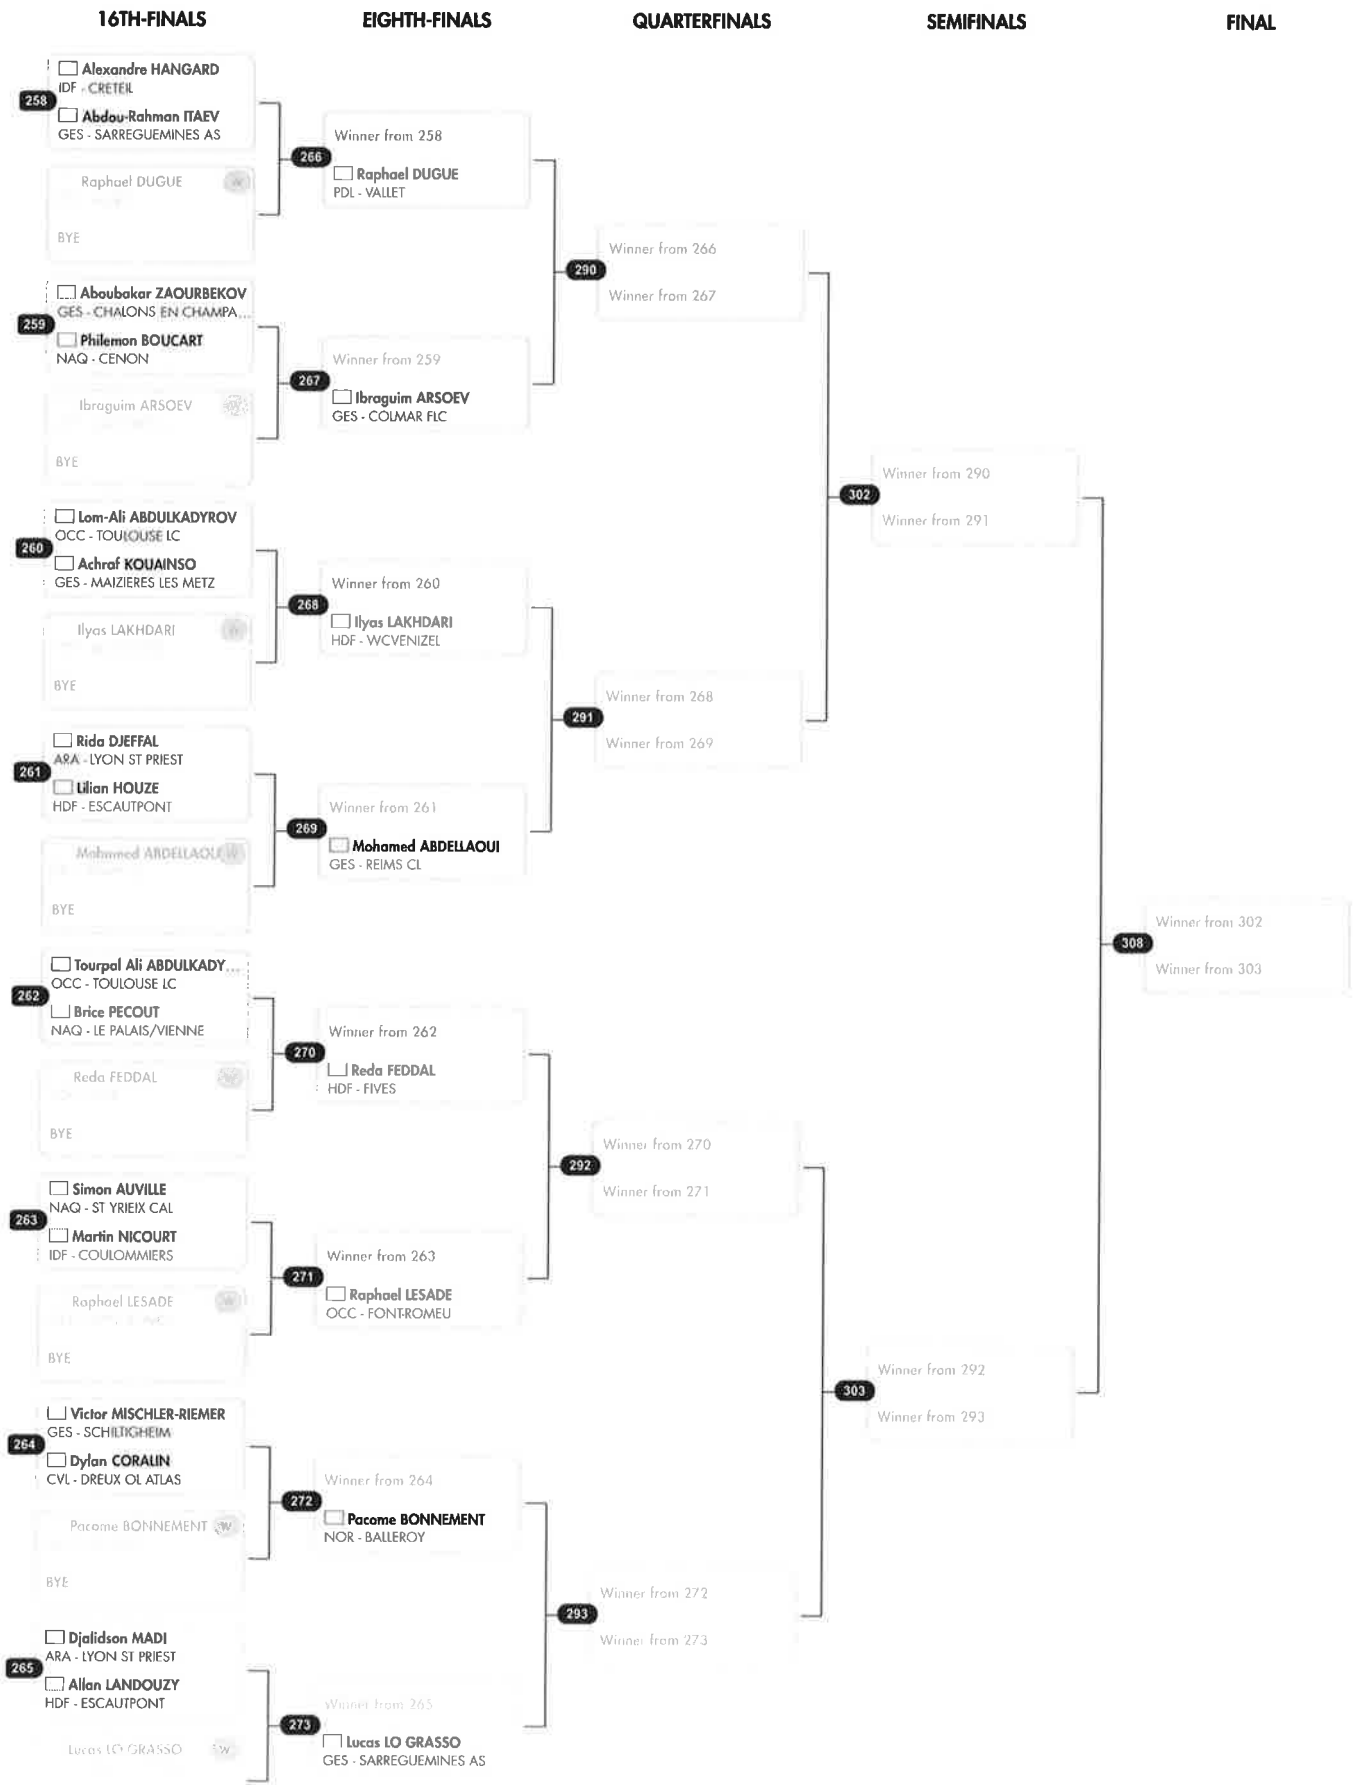 16TH-FINALS
EIGHTH-FINALS
QUARTERFINALS
SEMIFINALS
FINAL
258
Alexandre HANGARD
IDF - CRETEIL
Abdou-Rahman ITAEV
GES - SARREGUEMINES AS
Raphael DUGUE W
BYE
259
Aboubakar ZAOURBEKOV
GES - CHALONS EN CHAMPA...
Philemon BOUCART
NAQ - CENON
Ibraguim ARSOEV W
BYE
260
Lom-Ali ABDULKADYROV
OCC - TOULOUSE LC
Achraf KOUAINSO
GES - MAIZIERES LES METZ
Ilyas LAKHDARI W
BYE
261
Rida DJEFFAL
ARA - LYON ST PRIEST
Lilian HOUZE
HDF - ESCAUTPONT
Mohamed ABDELLAOUI W
BYE
262
Tourpal Ali ABDULKADY...
OCC - TOULOUSE LC
Brice PECOUT
NAQ - LE PALAIS/VIENNE
Reda FEDDAL W
BYE
263
Simon AUVILLE
NAQ - ST YRIEIX CAL
Martin NICOURT
IDF - COULOMMIERS
Raphael LESADE W
BYE
264
Victor MISCHLER-RIEMER
GES - SCHILTIGHEIM
Dylan CORALIN
CVL - DREUX OL ATLAS
Pacome BONNEMENT W
BYE
265
Djalidson MADI
ARA - LYON ST PRIEST
Allan LANDOUZY
HDF - ESCAUTPONT
Lucas LO GRASSO W
266
Winner from 258
Raphael DUGUE
PDL - VALLET
267
Winner from 259
Ibraguim ARSOEV
GES - COLMAR FLC
268
Winner from 260
Ilyas LAKHDARI
HDF - WCVENIZEL
269
Winner from 261
Mohamed ABDELLAOUI
GES - REIMS CL
270
Winner from 262
Reda FEDDAL
HDF - FIVES
271
Winner from 263
Raphael LESADE
OCC - FONT-ROMEU
272
Winner from 264
Pacome BONNEMENT
NOR - BALLEROY
273
Winner from 265
Lucas LO GRASSO
GES - SARREGUEMINES AS
290
Winner from 266
Winner from 267
291
Winner from 268
Winner from 269
292
Winner from 270
Winner from 271
293
Winner from 272
Winner from 273
302
Winner from 290
Winner from 291
303
Winner from 292
Winner from 293
308
Winner from 302
Winner from 303